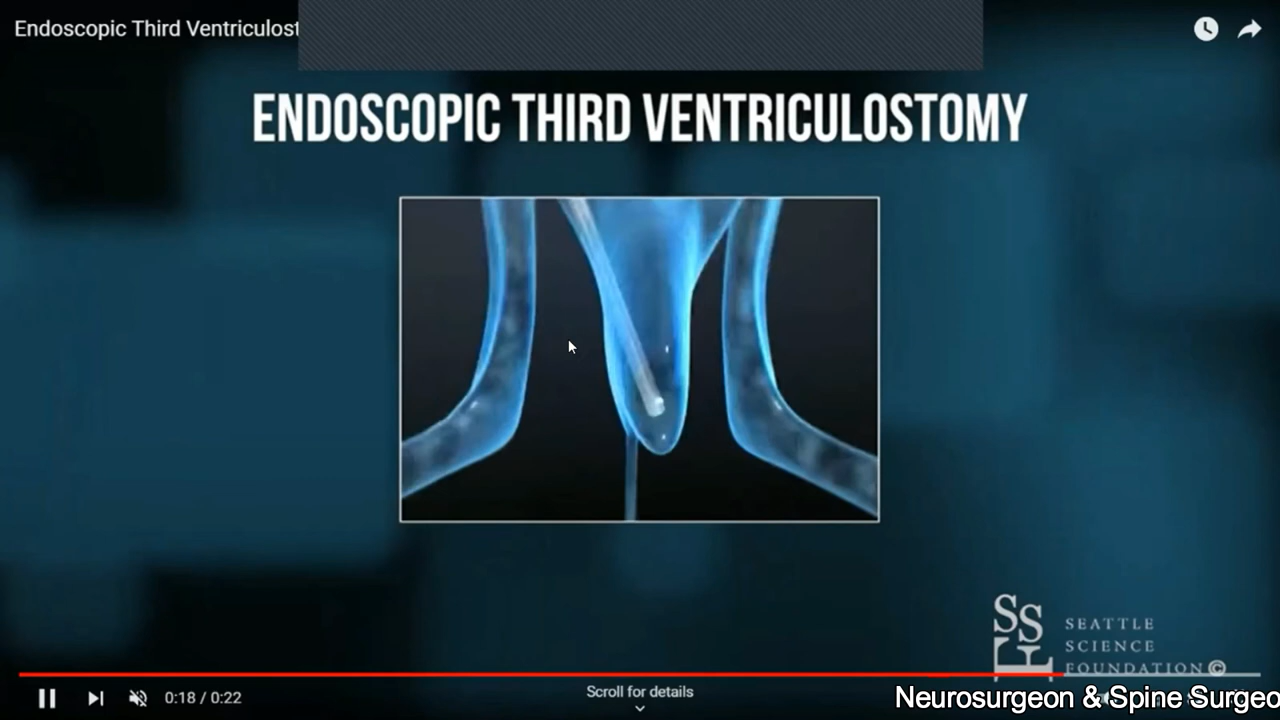 Endoscopic Third Ventriculost
ENDOSCOPIC THIRD VENTRICULOSTOMY
SSF
SEATTLE
SCIENCE
FOUNDATION©
0:18 / 0:22
Scroll for details
Neurosurgeon & Spine Surgeo